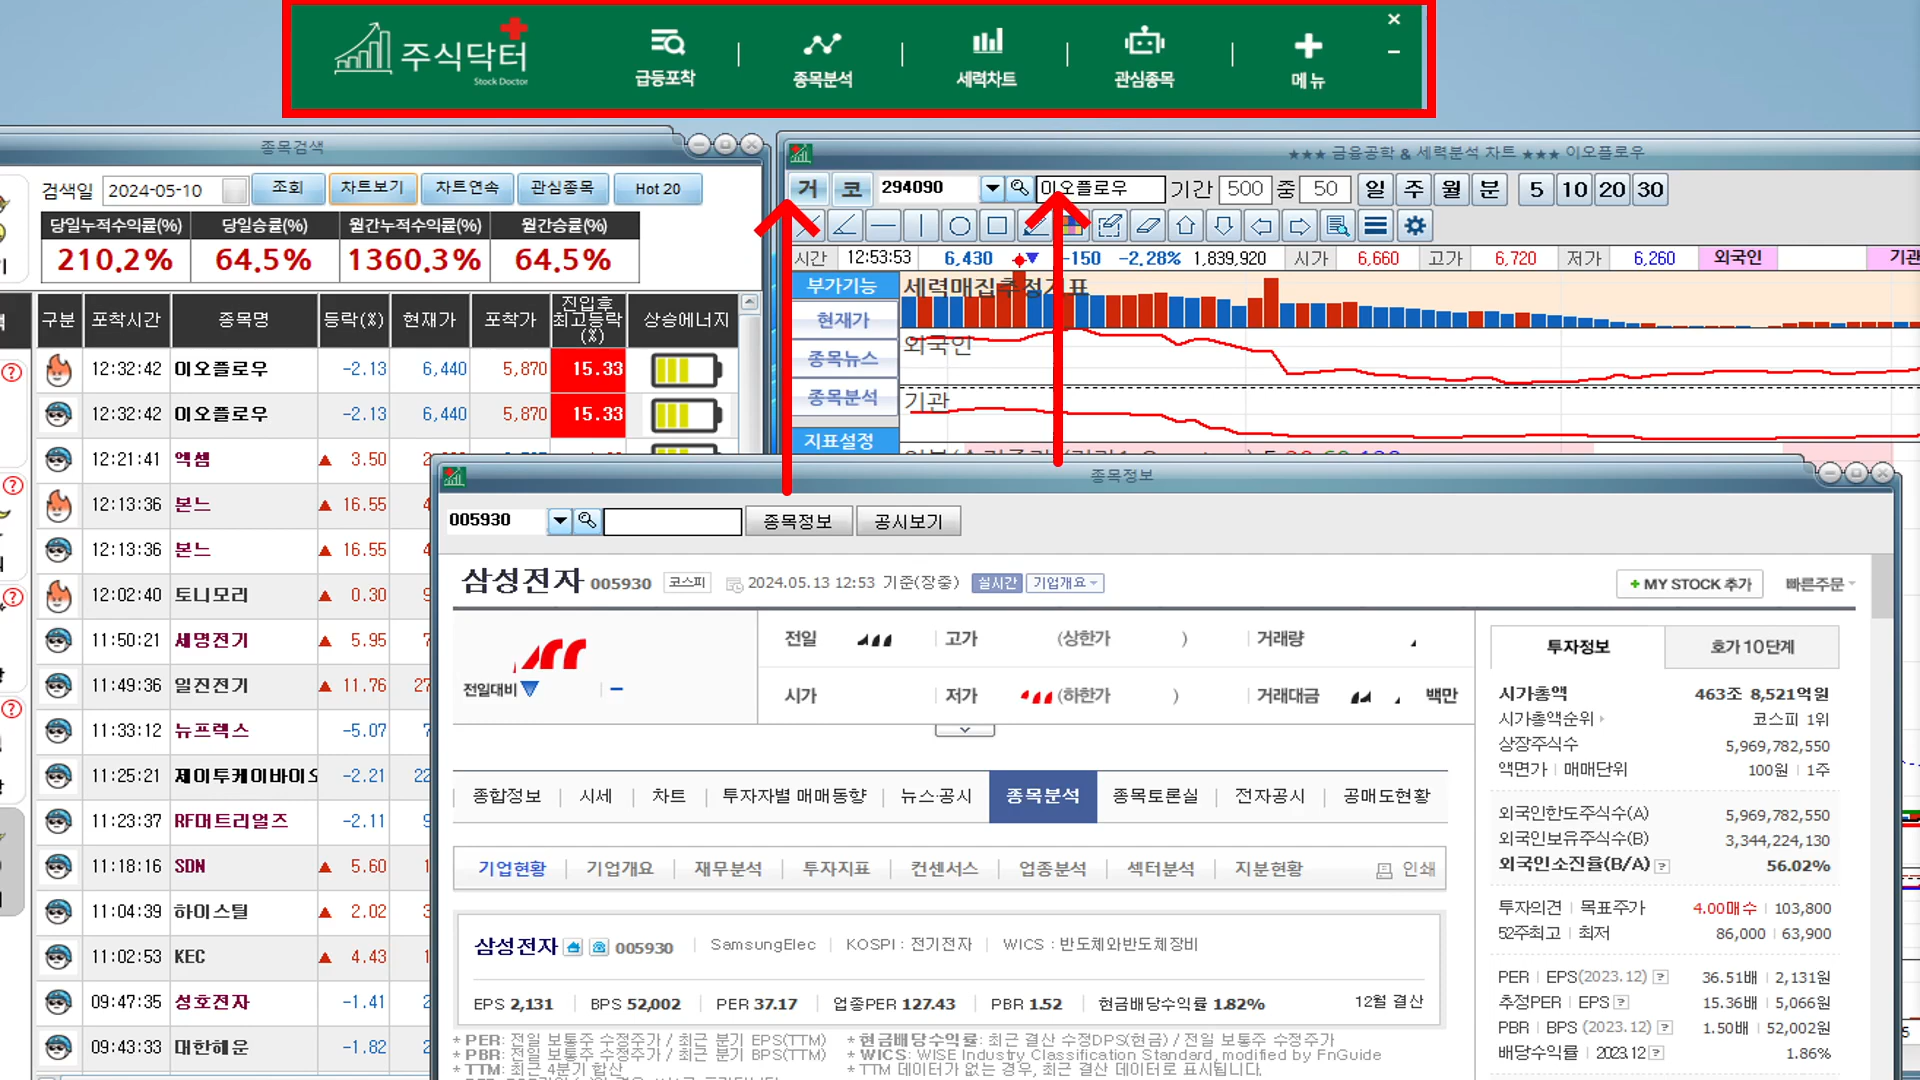 주식닥터
Stock Doctor
급등포착
종목분석
세력차트
관심종목
메뉴
종목검색
검색일 2024-05-10 조회 차트보기 차트연속 관심종목 Hot 20
당일누적수익률(%) 당일승률(%) 월간누적수익률(%) 월간승률(%)
210.2% 64.5% 1360.3% 64.5%
구분 포착시간 종목명 등락(%) 현재가 포착가 진입후 최고등락 (%) 상승에너지
12:32:42 이오플로우 -2.13 6,440 5,870 15.33
12:32:42 이오플로우 -2.13 6,440 5,870 15.33
12:21:41 엑셈 ▲ 3.50
12:13:36 본느 ▲ 16.55
12:13:36 본느 ▲ 16.55
12:02:40 토니모리 ▲ 0.30
11:50:21 세명전기 ▲ 5.95
11:49:36 일진전기 ▲ 11.76
11:33:12 뉴프렉스 -5.07
11:25:21 제이투케이바이오 -2.21
11:23:37 RF머트리얼즈 -2.11
11:18:16 SDN ▲ 5.60
11:04:39 하이스틸 ▲ 2.02
11:02:53 KEC ▲ 4.43
09:47:35 성호전자 -1.41
09:43:33 대한해운 -1.82
★★★ 금융공학 & 세력분석 차트 ★★★ 이오플로우
거 코 294090 이오플로우 기간 500 중 50 일 주 월 분 5 10 20 30
시간 12:53:53 6,430 ▼ -150 -2.28% 1,839,920 시가 6,660 고가 6,720 저가 6,260 외국인 기관
부가기능
현재가
종목뉴스
종목분석
지표설정
세력매집추정지표
외국인
기관
종목정보
005930 종목정보 공시보기
삼성전자 005930 코스피 2024.05.13 12:53 기준(장중) 실시간 기업개요
+ MY STOCK 추가 빠른주문
전일대비 ▼ -
전일 고가 (상한가 ) 거래량
시가 저가 (하한가 ) 거래대금 백만
종합정보 시세 차트 투자자별 매매동향 뉴스·공시 종목분석 종목토론실 전자공시 공매도현황
기업현황 기업개요 재무분석 투자지표 컨센서스 업종분석 섹터분석 지분현황 인쇄
삼성전자 005930 SamsungElec KOSPI : 전기전자 WICS : 반도체와반도체장비
EPS 2,131 BPS 52,002 PER 37.17 업종PER 127.43 PBR 1.52 현금배당수익률 1.82% 12월 결산
* PER: 전일 보통주 수정주가 / 최근 분기 EPS(TTM)
* PBR: 전일 보통주 수정주가 / 최근 분기 BPS(TTM)
* TTM: 최근 4분기 합산
* 현금배당수익률: 최근 결산 수정DPS(현금) / 전일 보통주 수정주가
* WICS: WISE Industry Classification Standard, modified by FnGuide
* TTM 데이터가 없는 경우, 최근 결산 데이터로 표시됩니다.
투자정보 호가 10단계
시가총액 463조 8,521억원
시가총액순위 코스피 1위
상장주식수 5,969,782,550
액면가 | 매매단위 100원 | 1주
외국인한도주식수(A) 5,969,782,550
외국인보유주식수(B) 3,344,224,130
외국인소진율(B/A) ? 56.02%
투자의견 | 목표주가 4.00매수 | 103,800
52주최고 | 최저 86,000 | 63,900
PER | EPS(2023.12) ? 36.51배 | 2,131원
추정PER | EPS ? 15.36배 | 5,066원
PBR | BPS (2023.12) ? 1.50배 | 52,002원
배당수익률 | 2023.12 ? 1.86%